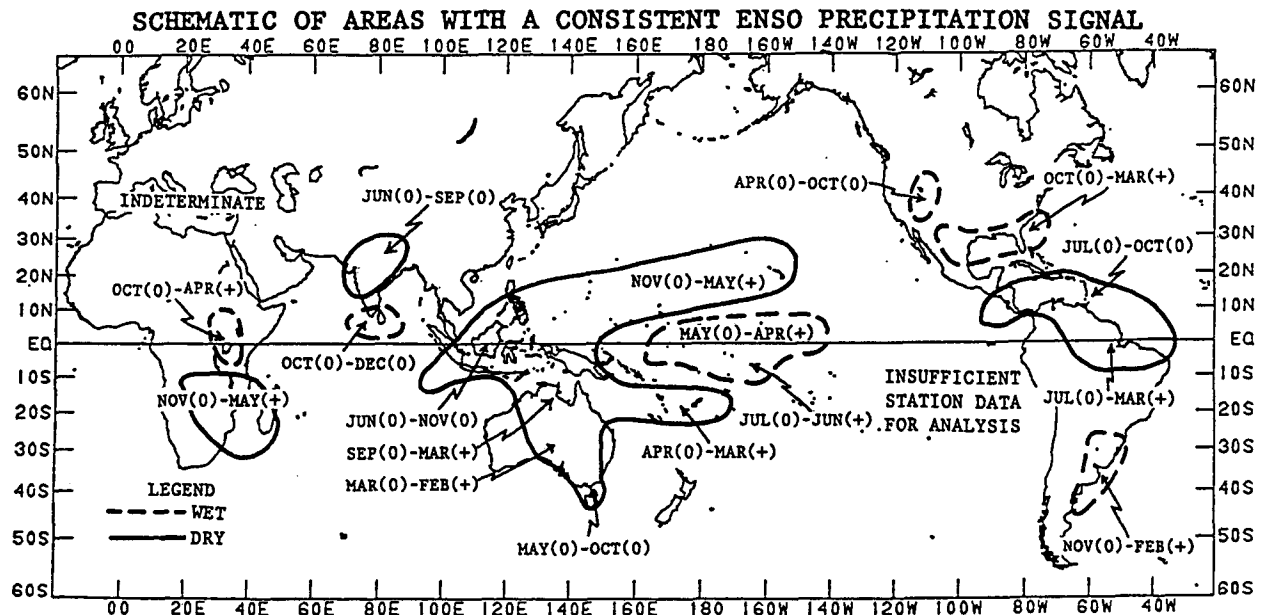 SCHEMATIC OF AREAS WITH A CONSISTENT ENSO PRECIPITATION SIGNAL
00 20E 40E 60E 80E 100E 120E 140E 160E 180 160W 140W 120W 100W 80W 60W 40W
60N 60N
50N 50N
40N 40N
30N 30N
20N 20N
10N 10N
EQ EQ
10S 10S
20S 20S
30S 30S
40S 40S
50S 50S
60S 60S
INDETERMINATE
JUN(0)-SEP(0)
APR(0)-OCT(0)
OCT(0)-MAR(+)
JUL(0)-OCT(0)
OCT(0)-APR(+)
NOV(0)-MAY(+)
MAY(0)-APR(+)
OCT(0)-DEC(0)
NOV(0)-MAY(+)
JUN(0)-NOV(0)
SEP(0)-MAR(+)
MAR(0)-FEB(+)
MAY(0)-OCT(0)
JUL(0)-JUN(+)
APR(0)-MAR(+)
INSUFFICIENT
STATION DATA
FOR ANALYSIS
JUL(0)-MAR(+)
NOV(0)-FEB(+)
LEGEND
WET
DRY
00 20E 40E 60E 80E 100E 120E 140E 160E 180 160W 140W 120W 100W 80W 60W 40W